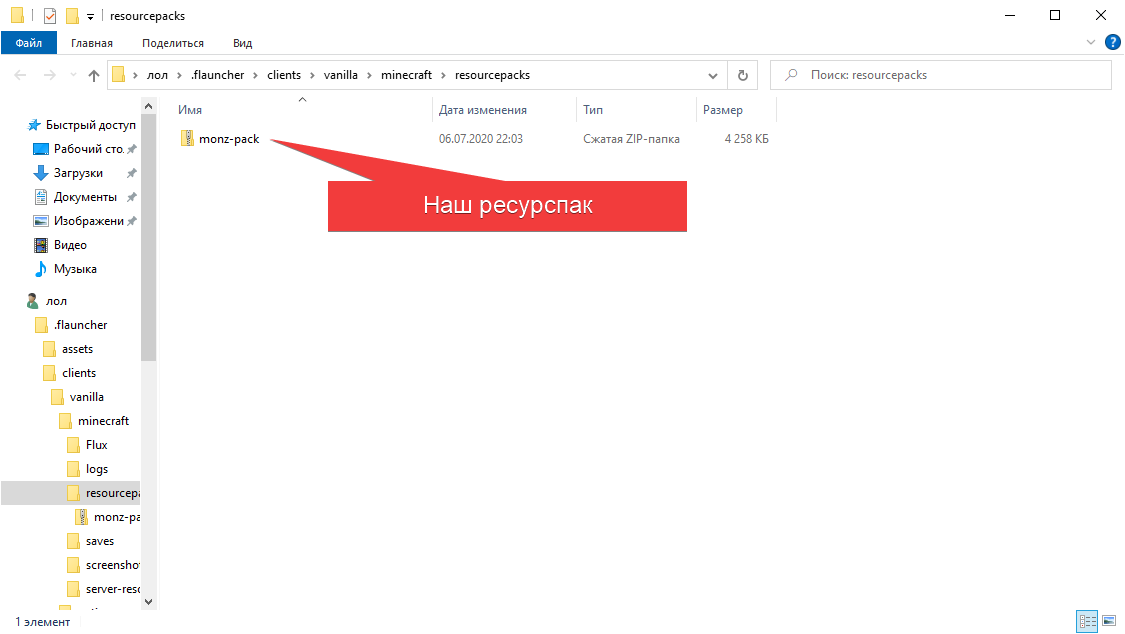 resourcepacks
Файл Главная Поделиться Вид
лол .flauncher clients vanilla minecraft resourcepacks
Поиск: resourcepacks
Имя Дата изменения Тип Размер
monz-pack 06.07.2020 22:03 Сжатая ZIP-папка 4 258 КБ
Наш ресурспак
Быстрый доступ
Рабочий сто
Загрузки
Документы
Изображени
Видео
Музыка
лол
.flauncher
assets
clients
vanilla
minecraft
Flux
logs
resourcepa
monz-pa
saves
screensho
server-reso
1 элемент